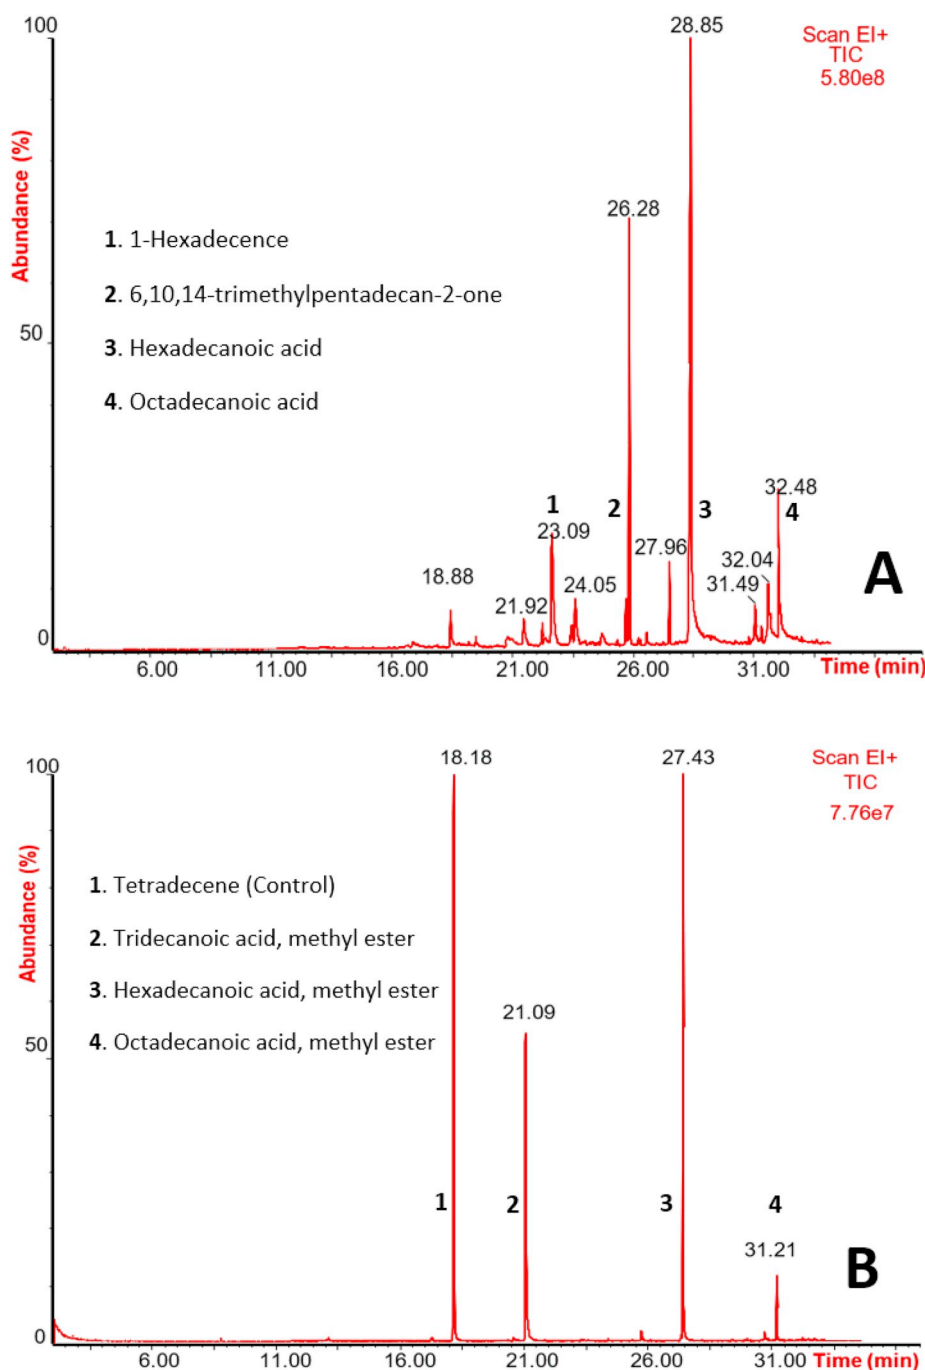 28.85
100
Scan EI+
TIC
5.80e8
Abundance (%)
26.28
1. 1-Hexadecence
2. 6,10,14-trimethylpentadecan-2-one
3. Hexadecanoic acid
4. Octadecanoic acid
50
1
2
3
4
23.09
32.48
27.96
32.04
18.88
24.05
31.49
21.92
A
0
6.00
11.00
16.00
21.00
26.00
31.00
Time (min)
18.18
27.43
100
Scan EI+
TIC
7.76e7
Abundance (%)
1. Tetradecene (Control)
2. Tridecanoic acid, methyl ester
3. Hexadecanoic acid, methyl ester
4. Octadecanoic acid, methyl ester
21.09
50
1
2
3
4
31.21
B
0
6.00
11.00
16.00
21.00
26.00
31.00
Time (min)